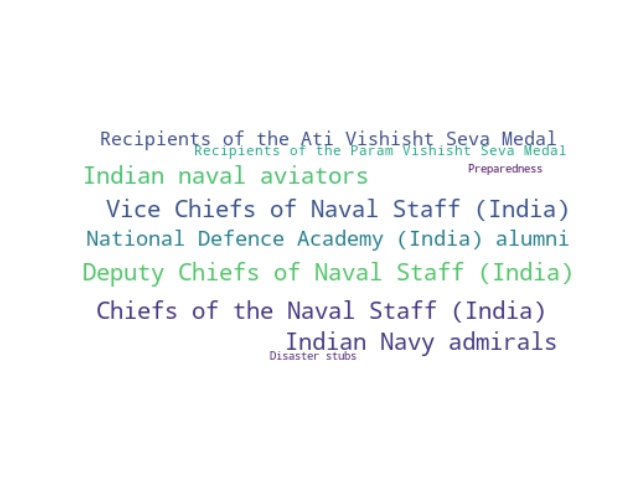 Recipients of the Ati Vishisht Seva Medal
Recipients of the Param Vishisht Seva Medal
Preparedness
Indian naval aviators
Vice Chiefs of Naval Staff (India)
National Defence Academy (India) alumni
Deputy Chiefs of Naval Staff (India)
Chiefs of the Naval Staff (India)
Indian Navy admirals
Disaster stubs